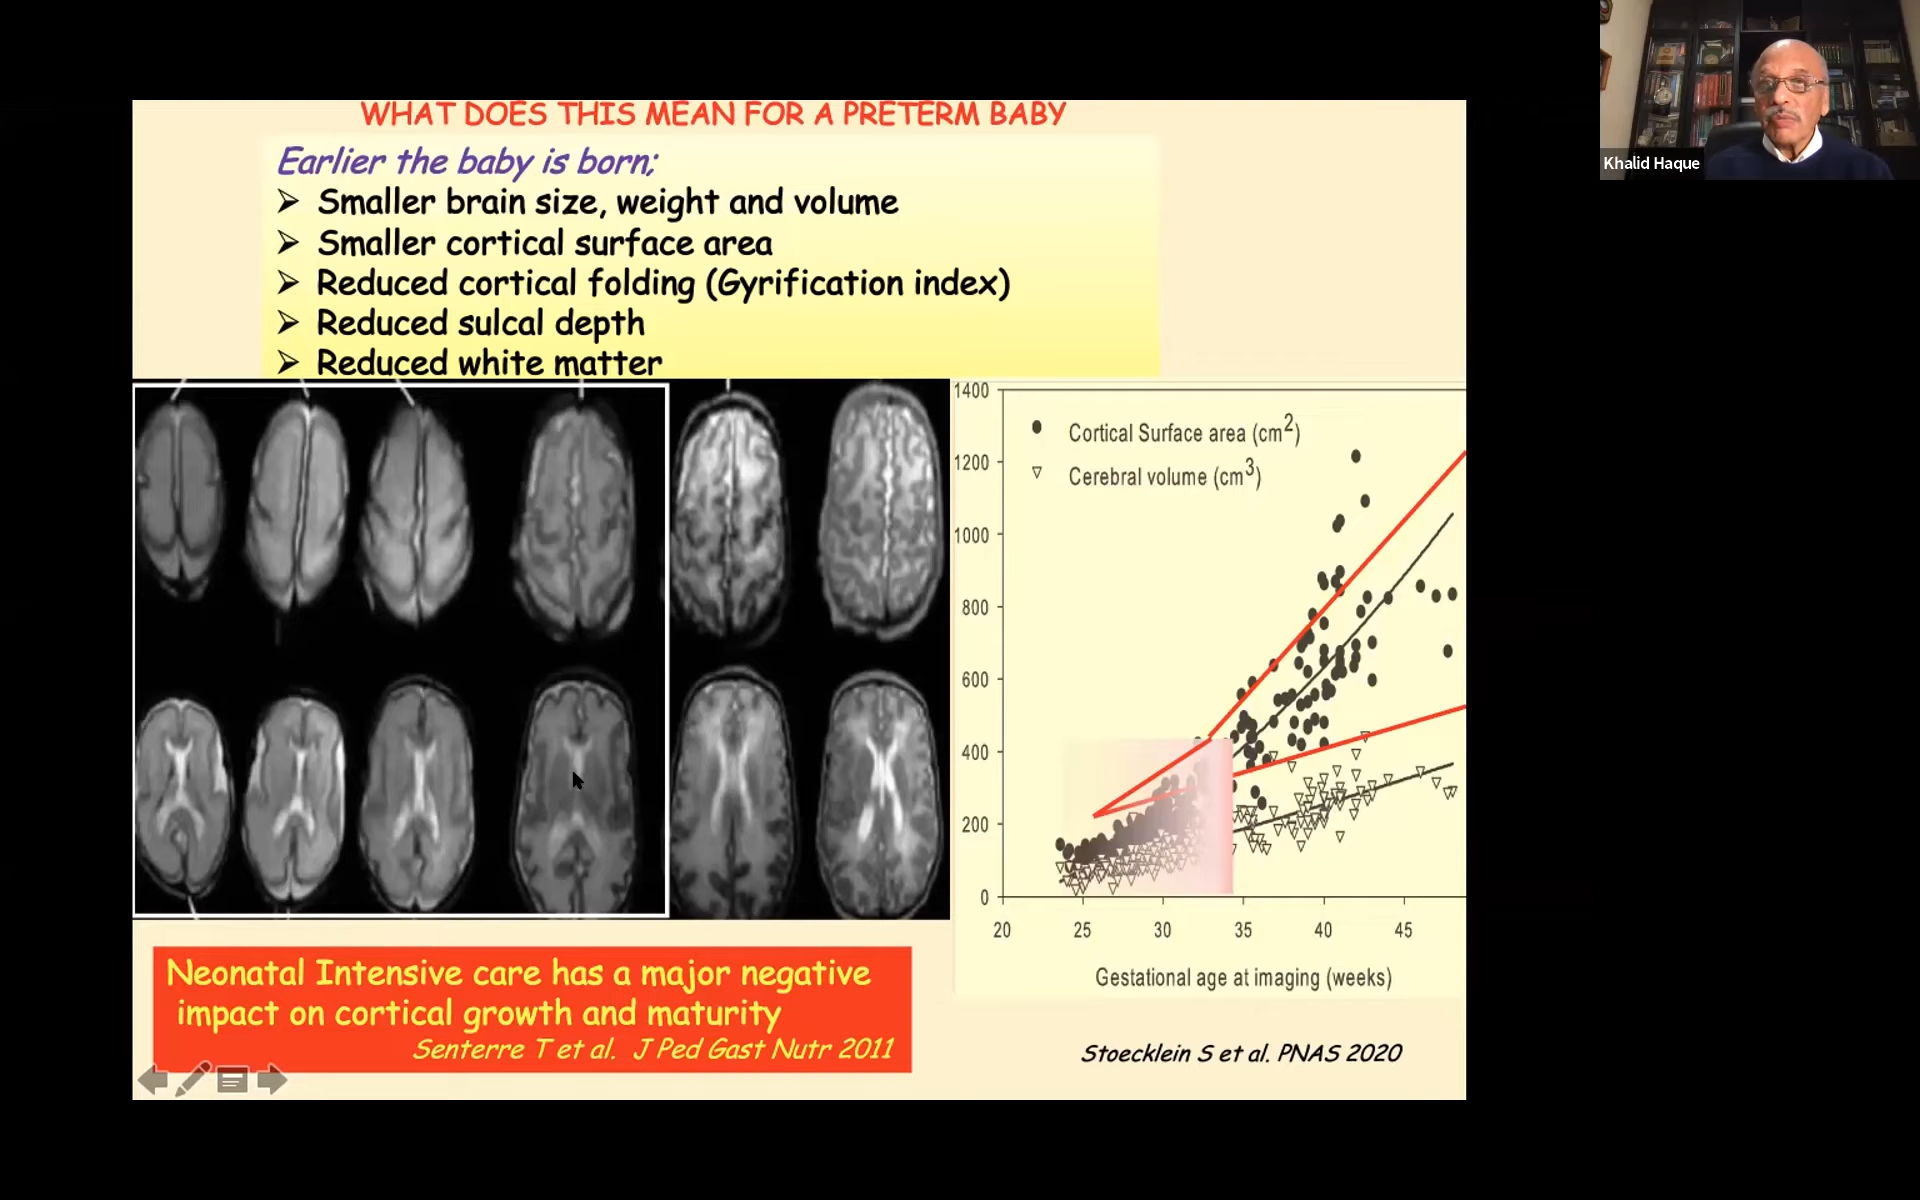 WHAT DOES THIS MEAN FOR A PRETERM BABY
Earlier the baby is born;
➢ Smaller brain size, weight and volume
➢ Smaller cortical surface area
➢ Reduced cortical folding (Gyrification index)
➢ Reduced sulcal depth
➢ Reduced white matter
Khalid Haque
1400
1200
1000
800
600
400
200
0
Cortical Surface area (cm2)
Cerebral volume (cm3)
20 25 30 35 40 45
Gestational age at imaging (weeks)
Neonatal Intensive care has a major negative
impact on cortical growth and maturity
Senterre T et al. J Ped Gast Nutr 2011
Stoecklein S et al. PNAS 2020